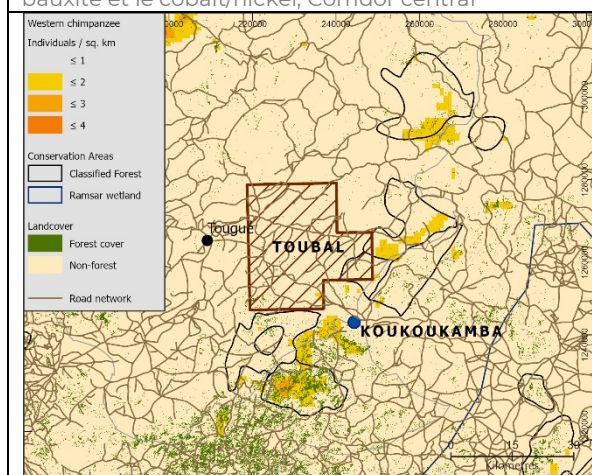 bauxite et le cobalt/nickel, Corridor central
Western chimpanzee
Individuals / sq. km
≤ 1
≤ 2
≤ 3
≤ 4
Conservation Areas
Classified Forest
Ramsar wetland
Landcover
Forest cover
Non-forest
Road network
220000
240000
260000
280000
1300000
1280000
1260000
1240000
Tougué
TOUBAL
KOUKOUKAMBA
15
30
Kilometres